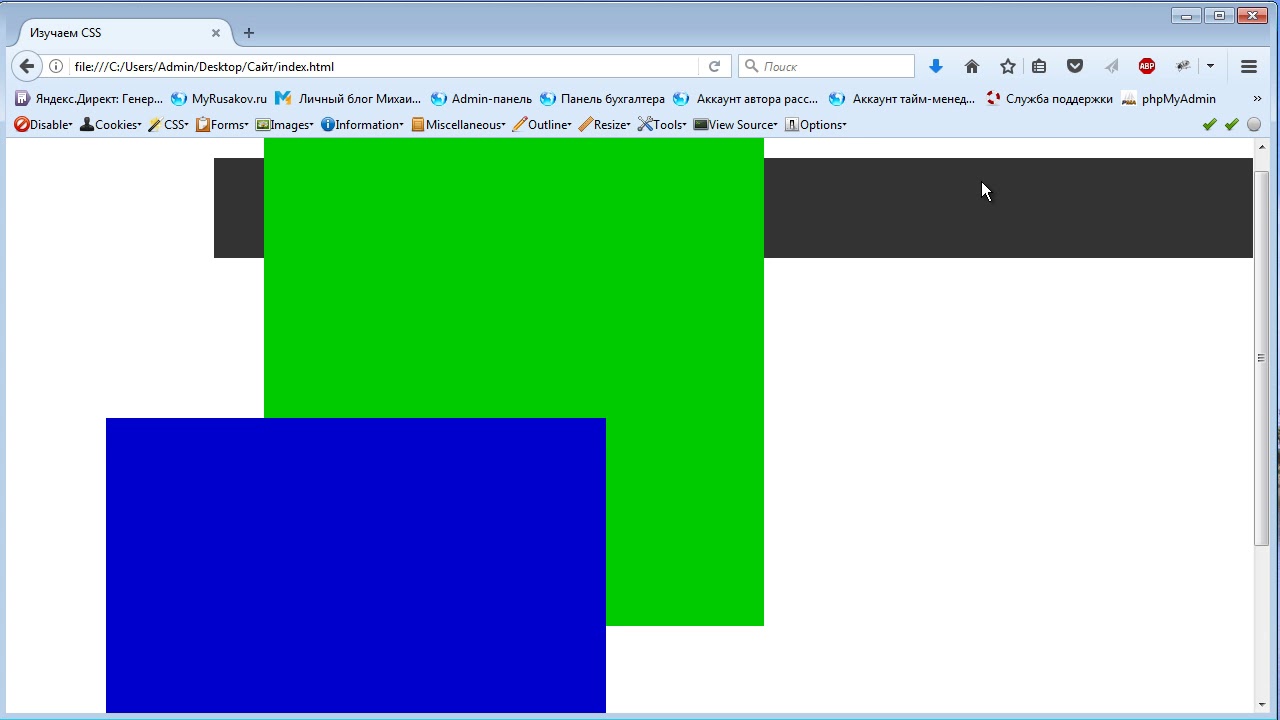 Изучаем CSS
file:///C:/Users/Admin/Desktop/Сайт/index.html
Поиск
ABP
Яндекс.Директ: Генер... MyRusakov.ru Личный блог Михаи... Admin-панель Панель бухгалтера Аккаунт автора расс... Аккаунт тайм-менед... Служба поддержки phpMyAdmin »
Disable Cookies CSS Forms Images Information Miscellaneous Outline Resize Tools View Source Options